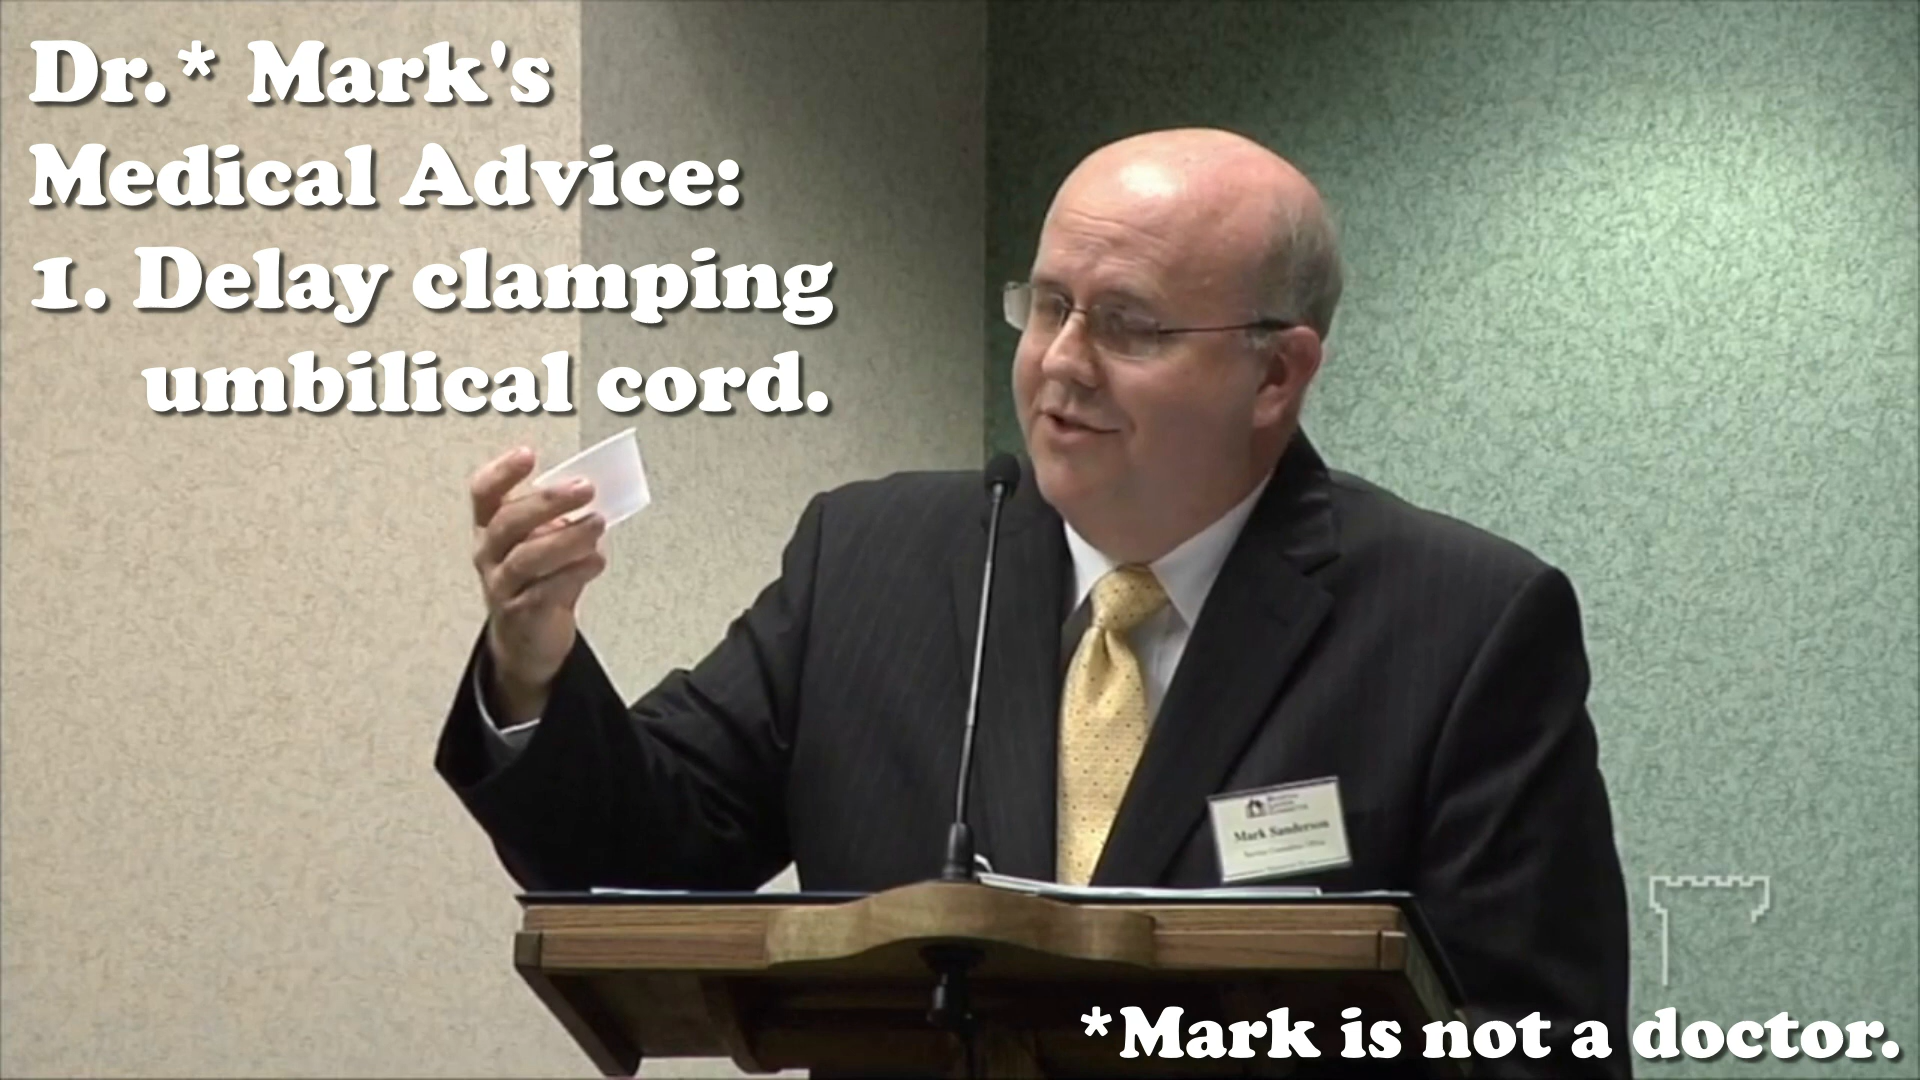 Dr.* Mark's
Medical Advice:
1. Delay clamping
umbilical cord.
Mark Sanderson
*Mark is not a doctor.